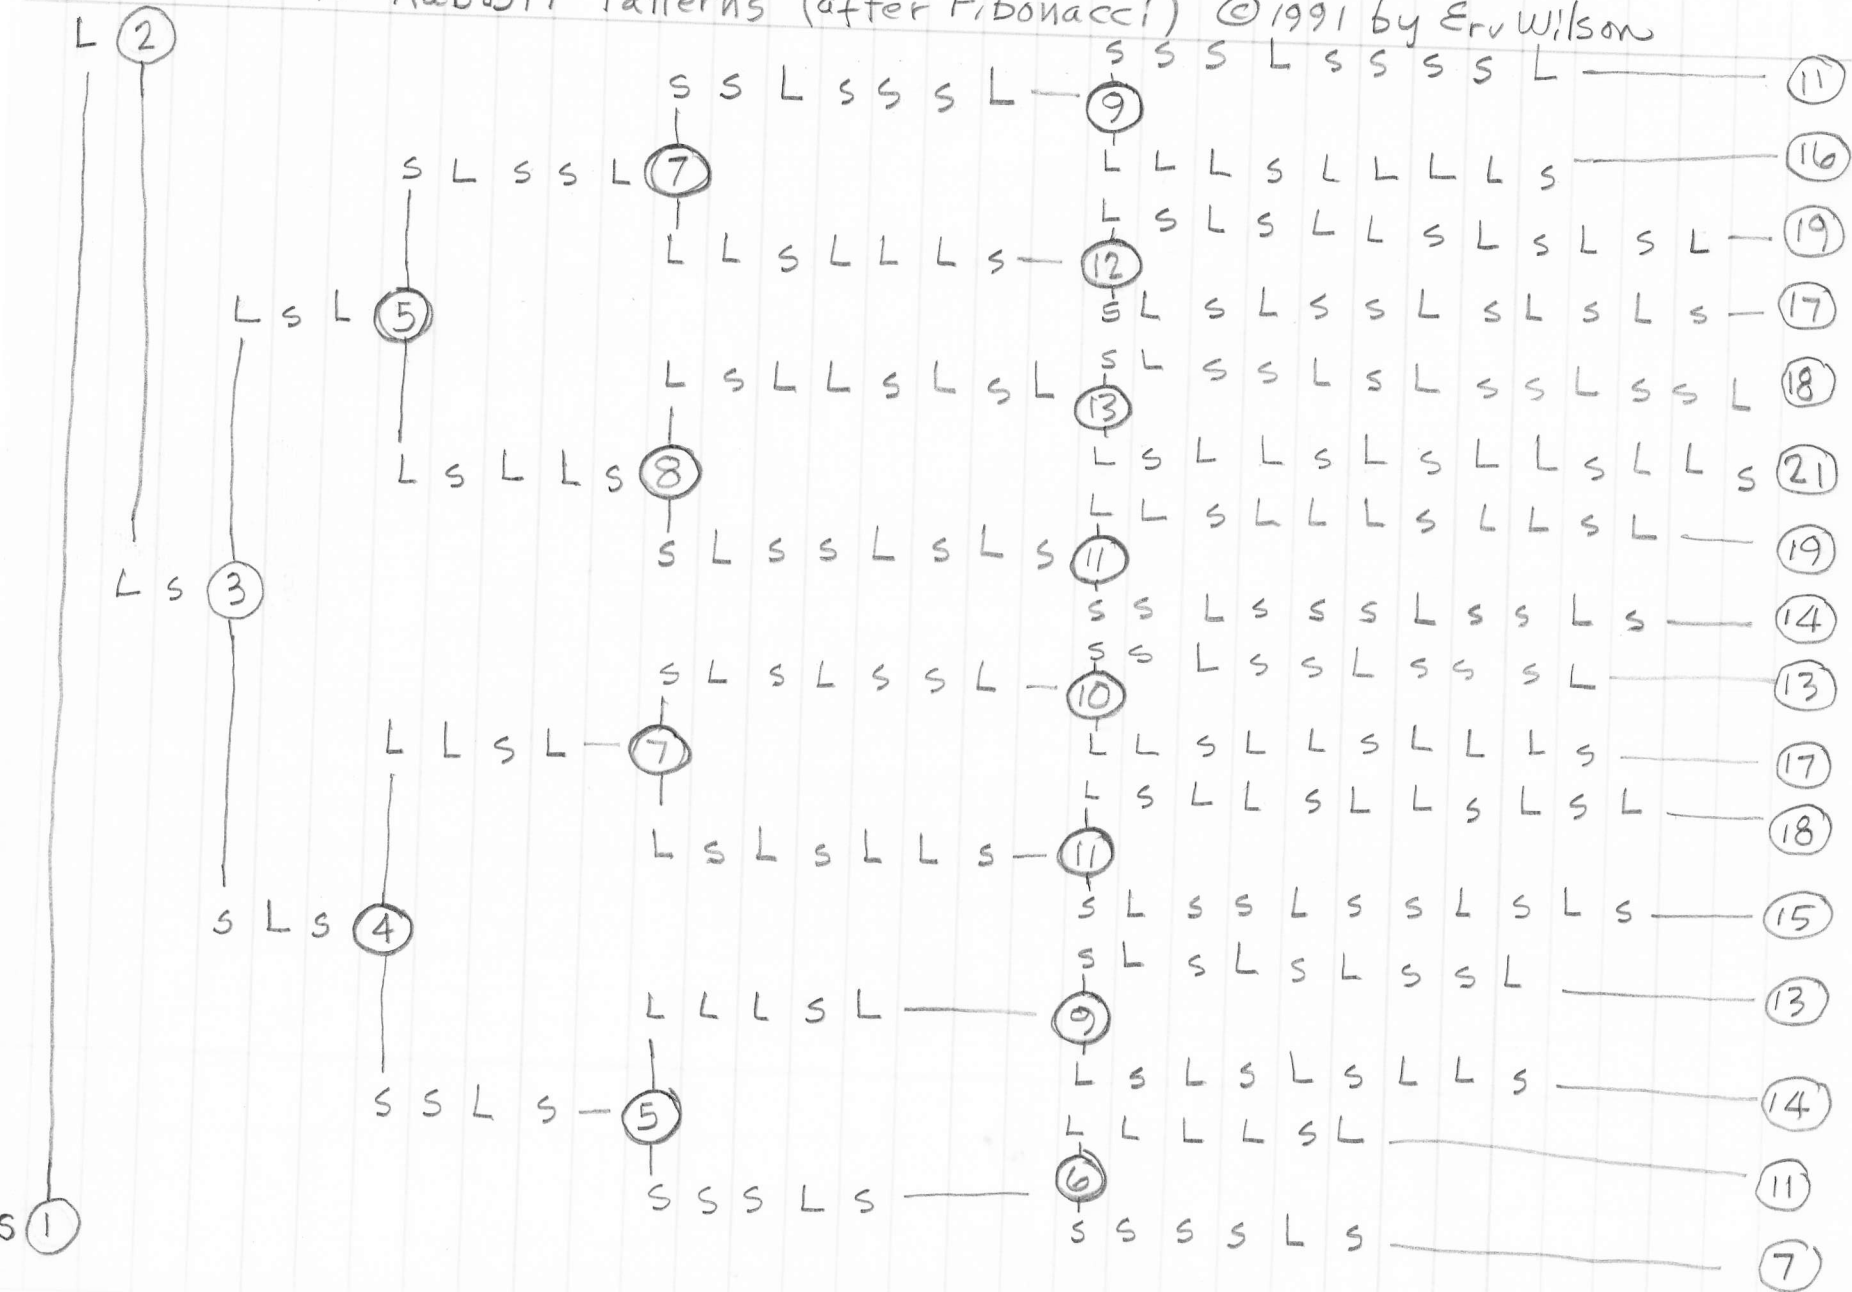 Rabbit Patterns (after Fibonacci) ©1991 by Erv Wilson
L 2
s s s L s s s s L 11
s s L s s s L 9
L L L s L L L L s 16
s L s s L 7
L s L s L L s L s L s L 19
L L s L L L s 12
s L s L s s L s L s L s 17
L s L 5
s L s s L s L s s L s s L 18
L s L L s L s L 13
L s L L s L s L L s L L s 21
L s L L s 8
L L s L L L s L L s L 19
s L s s L s L s 11
L s 3
s s L s s s L s s L s 14
s s L s s L s s s L 13
s L s L s s L 10
L L s L 7
L L s L L s L L L s 17
L s L L s L L s L s L 18
L s L s L L s 11
s L s 4
s L s s L s s L s L s 15
s L s L s L s s L 13
L L L s L 9
L s L s L s L L s 14
s s L s 5
L L L L s L 11
s s s L s 6
s 1
s s s s L s 7